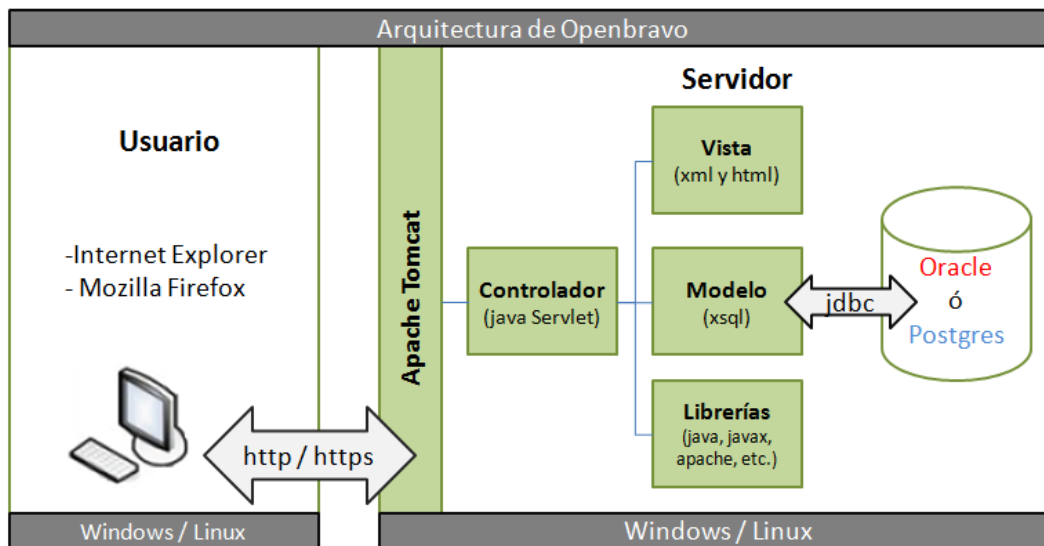 Arquitectura de Openbravo
Usuario
-Internet Explorer
- Mozilla Firefox
http / https
Windows / Linux
Apache Tomcat
Servidor
Controlador
(java Servlet)
Vista
(xml y html)
Modelo
(xsql)
Librerías
(java, javax,
apache, etc.)
jdbc
Oracle
ó
Postgres
Windows / Linux